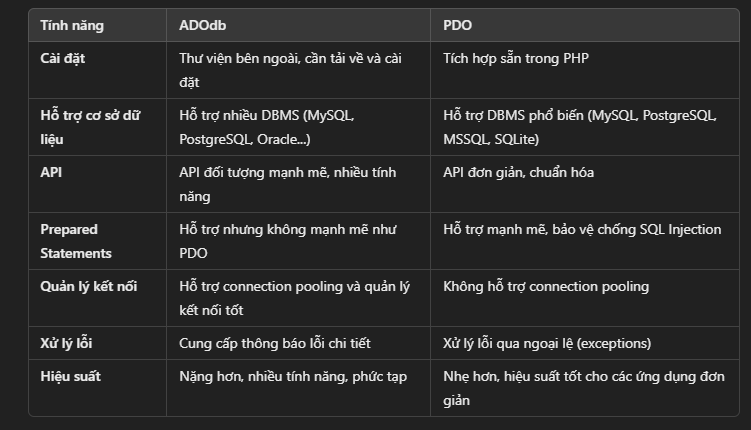 Tính năng ADOdb PDO
Cài đặt Thư viện bên ngoài, cần tải về và cài Tích hợp sẵn trong PHP
đặt
Hỗ trợ cơ sở dữ Hỗ trợ nhiều DBMS (MySQL, Hỗ trợ DBMS phổ biến (MySQL, PostgreSQL,
liệu PostgreSQL, Oracle...) MSSQL, SQLite)
API API đối tượng mạnh mẽ, nhiều tính API đơn giản, chuẩn hóa
năng
Prepared Hỗ trợ nhưng không mạnh mẽ như Hỗ trợ mạnh mẽ, bảo vệ chống SQL Injection
Statements PDO
Quản lý kết nối Hỗ trợ connection pooling và quản lý Không hỗ trợ connection pooling
kết nối tốt
Xử lý lỗi Cung cấp thông báo lỗi chi tiết Xử lý lỗi qua ngoại lệ (exceptions)
Hiệu suất Nặng hơn, nhiều tính năng, phức tạp Nhẹ hơn, hiệu suất tốt cho các ứng dụng đơn
giản